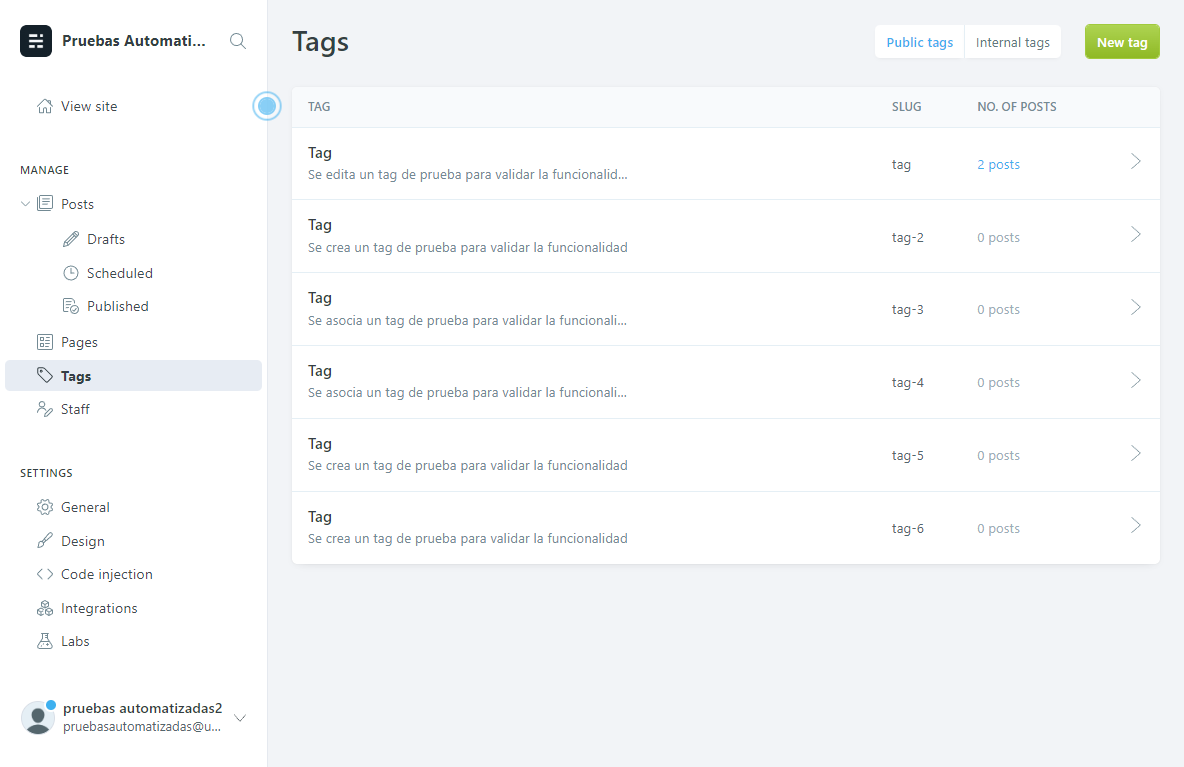 Pruebas Automati...
View site
MANAGE
Posts
Drafts
Scheduled
Published
Pages
Tags
Staff
SETTINGS
General
Design
Code injection
Integrations
Labs
pruebas automatizadas2
pruebasautomatizadas@u...
Tags
Public tags Internal tags New tag
TAG SLUG NO. OF POSTS
Tag
Se edita un tag de prueba para validar la funcionalid...
tag 2 posts
Tag
Se crea un tag de prueba para validar la funcionalidad
tag-2 0 posts
Tag
Se asocia un tag de prueba para validar la funcionali...
tag-3 0 posts
Tag
Se asocia un tag de prueba para validar la funcionali...
tag-4 0 posts
Tag
Se crea un tag de prueba para validar la funcionalidad
tag-5 0 posts
Tag
Se crea un tag de prueba para validar la funcionalidad
tag-6 0 posts